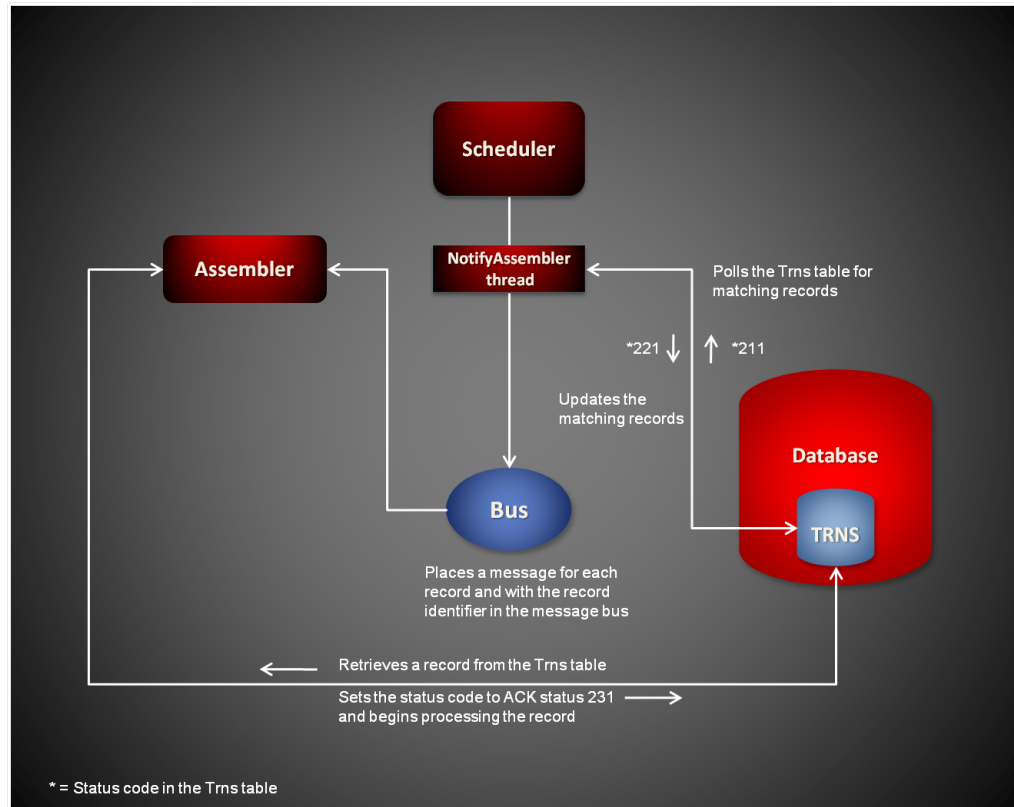 Scheduler
Assembler
NotifyAssembler
thread
Polls the Trns table for
matching records
*221
*211
Updates the
matching records
Database
TRNS
Bus
Places a message for each
record and with the record
identifier in the message bus
Retrieves a record from the Trns table
Sets the status code to ACK status 231
and begins processing the record
* = Status code in the Trns table